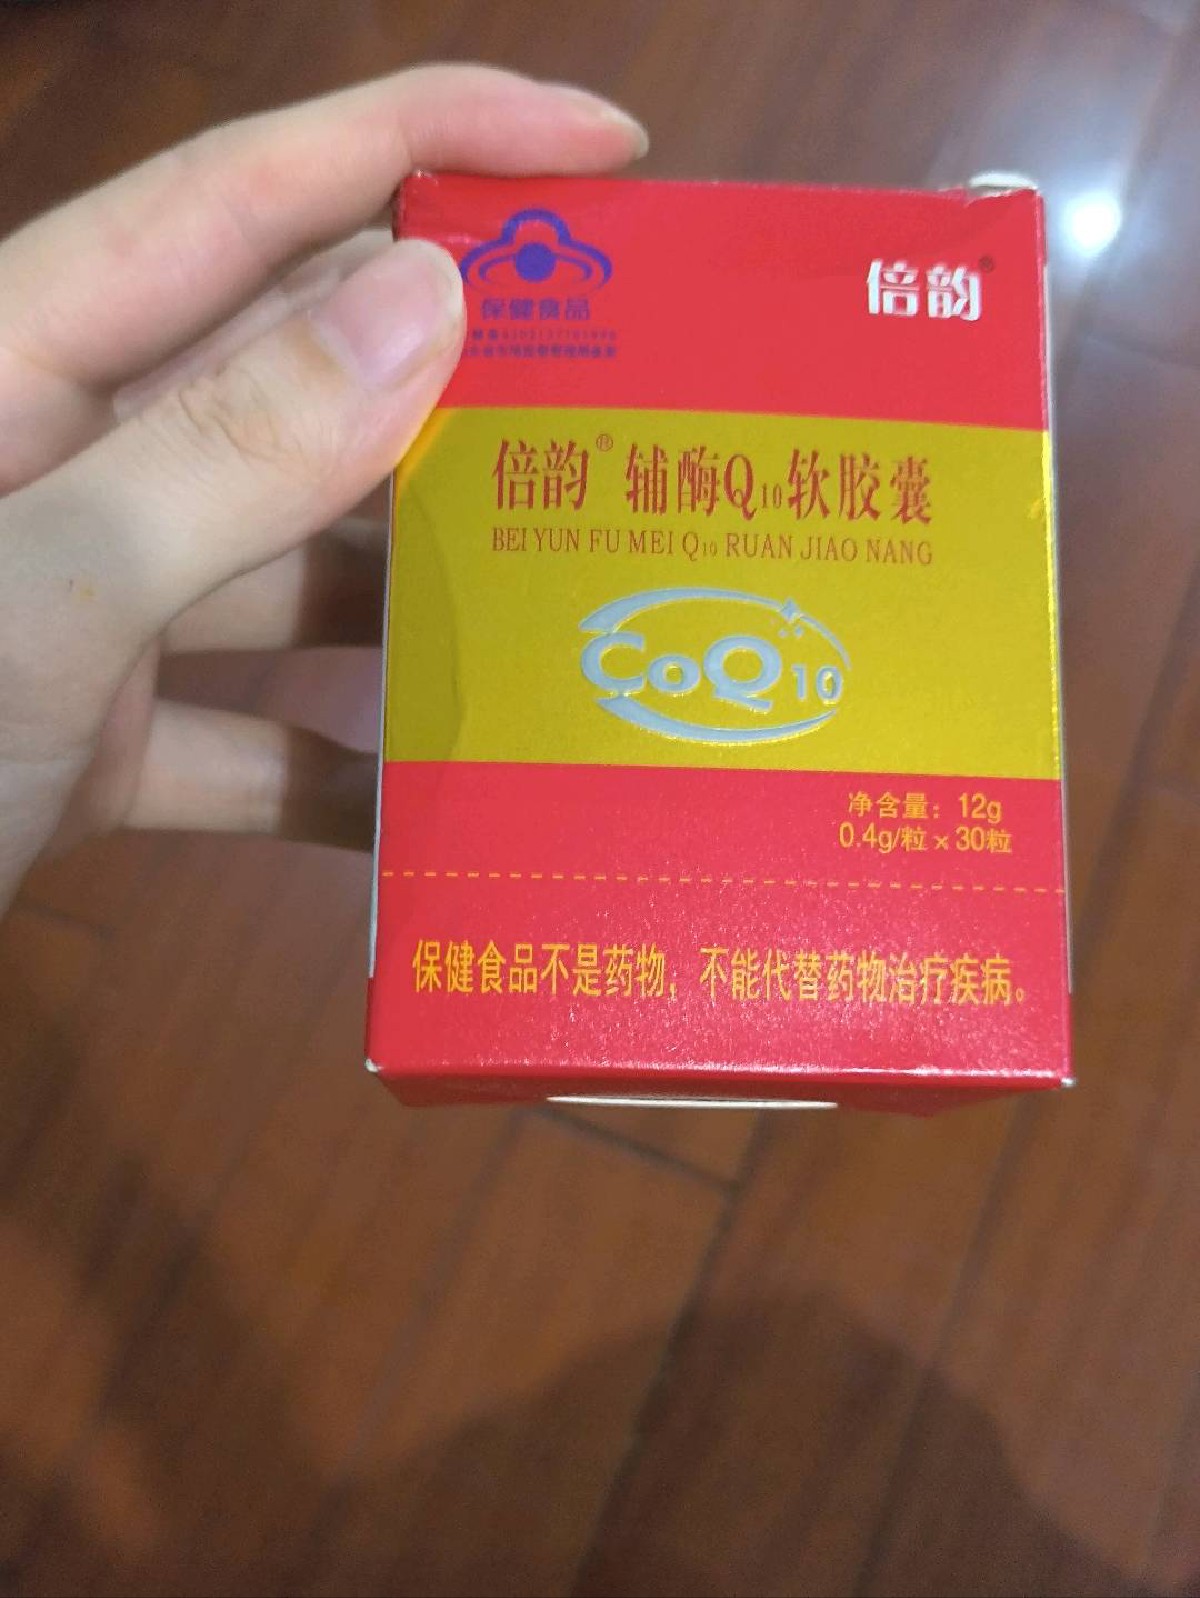 保健食品
倍韵®
倍韵®辅酶Q10软胶囊
BEI YUN FU MEI Q10 RUAN JIAO NANG
CoQ10
净含量：12g
0.4g/粒×30粒
保健食品不是药物，不能代替药物治疗疾病。